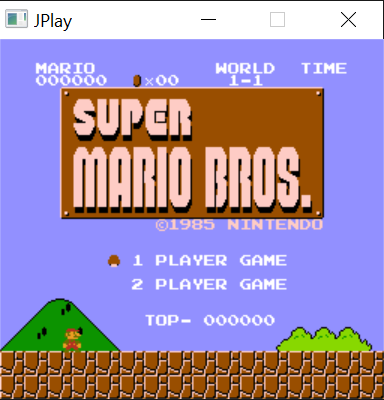 JPlay
MARIO WORLD TIME
000000 ×00 1-1
SUPER
MARIO BROS.
©1985 NINTENDO
1 PLAYER GAME
2 PLAYER GAME
TOP- 000000